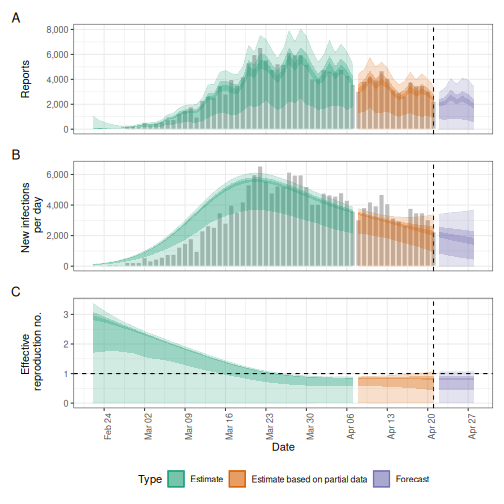 A
Reports
8,000
6,000
4,000
2,000
0
B
New infections
per day
6,000
4,000
2,000
0
C
Effective
reproduction no.
3
2
1
0
Feb 24
Mar 02
Mar 09
Mar 16
Mar 23
Mar 30
Apr 06
Apr 13
Apr 20
Apr 27
Date
Type Estimate Estimate based on partial data Forecast